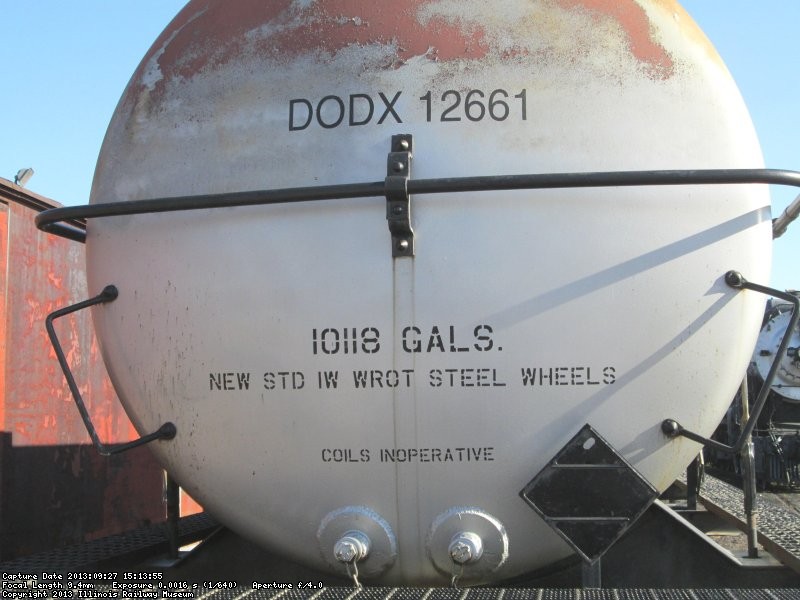 DODX 12661
10118 GALS.
NEW STD 1W WROT STEEL WHEELS
COILS INOPERATIVE
Capture Date 2013:09:27 15:13:55
Focal Length 9.4mm Exposure 0.0016 s (1/640) Aperture f/4.0
Copyright 2013 Illinois Railway Museum